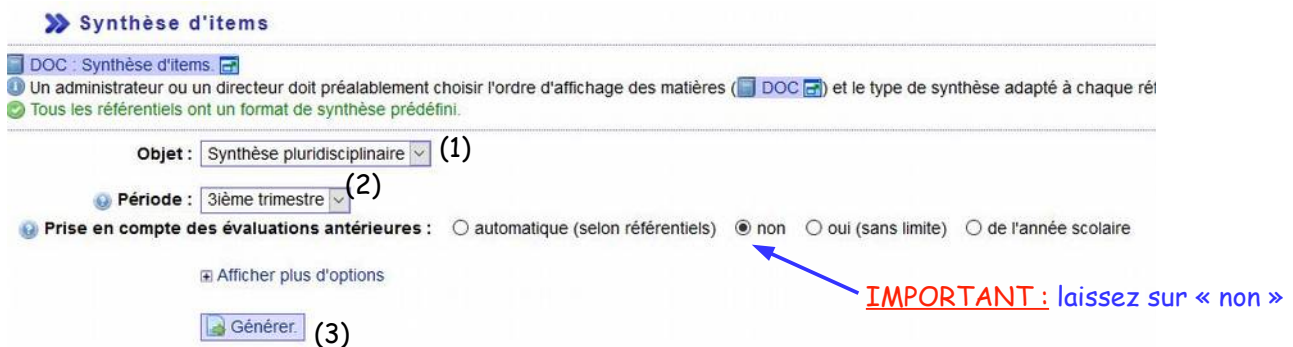 Synthèse d'items
DOC : Synthèse d'items.
Un administrateur ou un directeur doit préalablement choisir l'ordre d'affichage des matières ( DOC ) et le type de synthèse adapté à chaque réf
Tous les référentiels ont un format de synthèse prédéfini.
Objet : Synthèse pluridisciplinaire (1)
Période : 3ième trimestre (2)
Prise en compte des évaluations antérieures : automatique (selon référentiels) non oui (sans limite) de l'année scolaire
Afficher plus d'options
IMPORTANT : laissez sur « non »
Générer. (3)